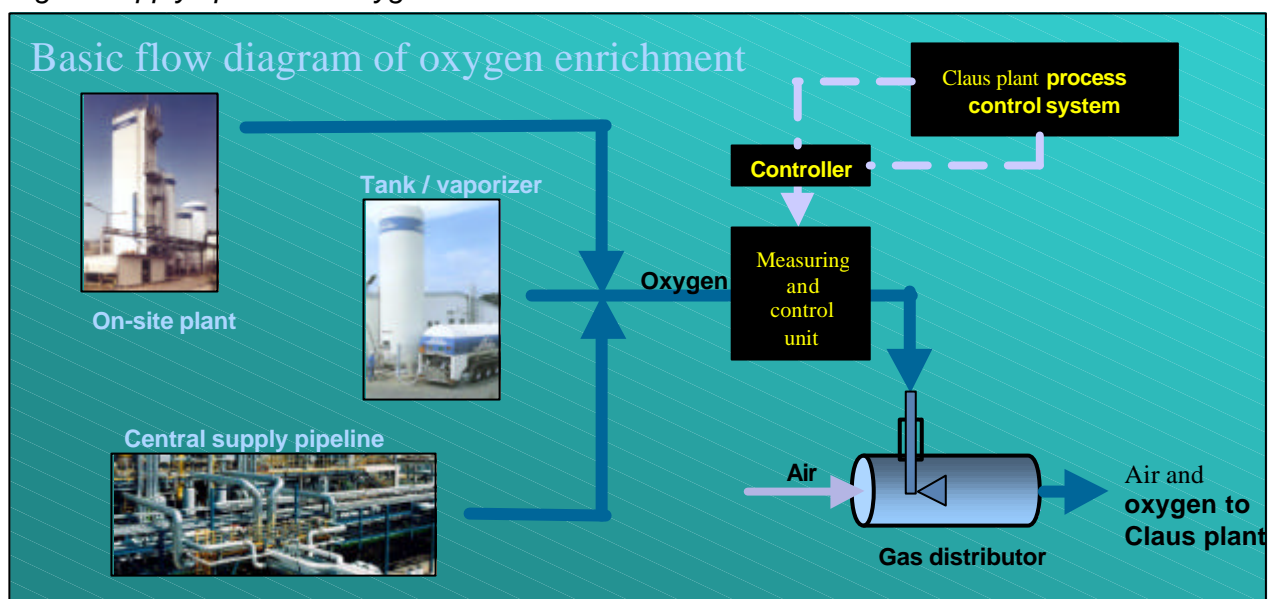 Basic flow diagram of oxygen enrichment
Claus plant process
control system
Controller
Tank / vaporizer
Measuring
and
control
unit
Oxygen
On-site plant
Central supply pipeline
Air
Air and
oxygen to
Claus plant
Gas distributor